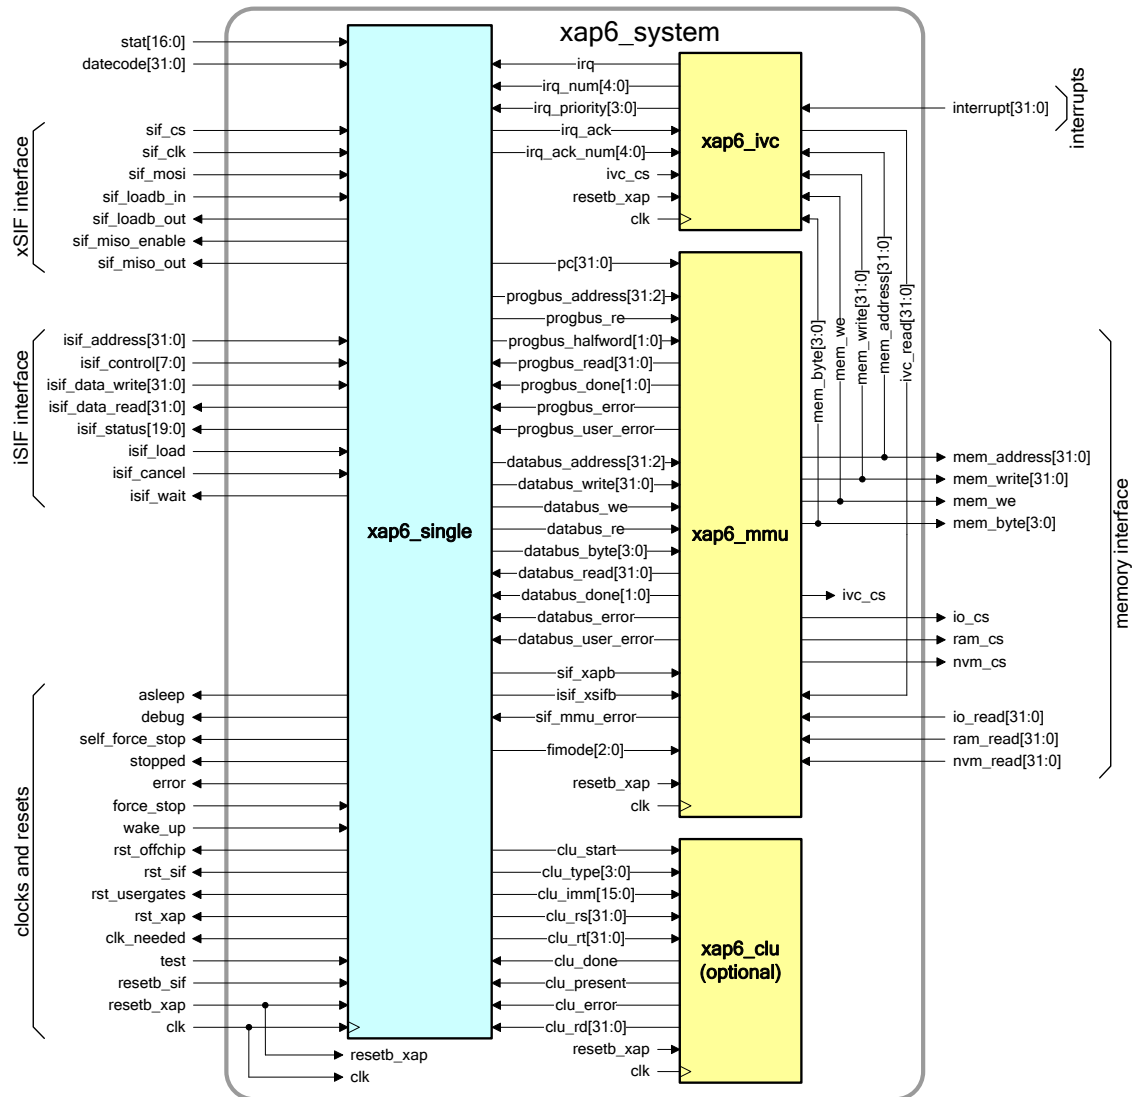 xap6_system
stat[16:0]
datecode[31:0]
xSIF interface
sif_cs
sif_clk
sif_mosi
sif_loadb_in
sif_loadb_out
sif_miso_enable
sif_miso_out
iSIF interface
isif_address[31:0]
isif_control[7:0]
isif_data_write[31:0]
isif_data_read[31:0]
isif_status[19:0]
isif_load
isif_cancel
isif_wait
clocks and resets
asleep
debug
self_force_stop
stopped
error
force_stop
wake_up
rst_offchip
rst_sif
rst_usergates
rst_xap
clk_needed
test
resetb_sif
resetb_xap
clk
resetb_xap
clk
xap6_single
irq
irq_num[4:0]
irq_priority[3:0]
irq_ack
irq_ack_num[4:0]
ivc_cs
resetb_xap
clk
xap6_ivc
interrupt[31:0]
interrupts
pc[31:0]
progbus_address[31:2]
progbus_re
progbus_halfword[1:0]
progbus_read[31:0]
progbus_done[1:0]
progbus_error
progbus_user_error
databus_address[31:2]
databus_write[31:0]
databus_we
databus_re
databus_byte[3:0]
databus_read[31:0]
databus_done[1:0]
databus_error
databus_user_error
sif_xapb
isif_xsifb
sif_mmu_error
fimode[2:0]
resetb_xap
clk
xap6_mmu
mem_byte[3:0]
mem_we
mem_write[31:0]
mem_address[31:0]
ivc_read[31:0]
mem_address[31:0]
mem_write[31:0]
mem_we
mem_byte[3:0]
ivc_cs
io_cs
ram_cs
nvm_cs
io_read[31:0]
ram_read[31:0]
nvm_read[31:0]
memory interface
clu_start
clu_type[3:0]
clu_imm[15:0]
clu_rs[31:0]
clu_rt[31:0]
clu_done
clu_present
clu_error
clu_rd[31:0]
resetb_xap
clk
xap6_clu
(optional)